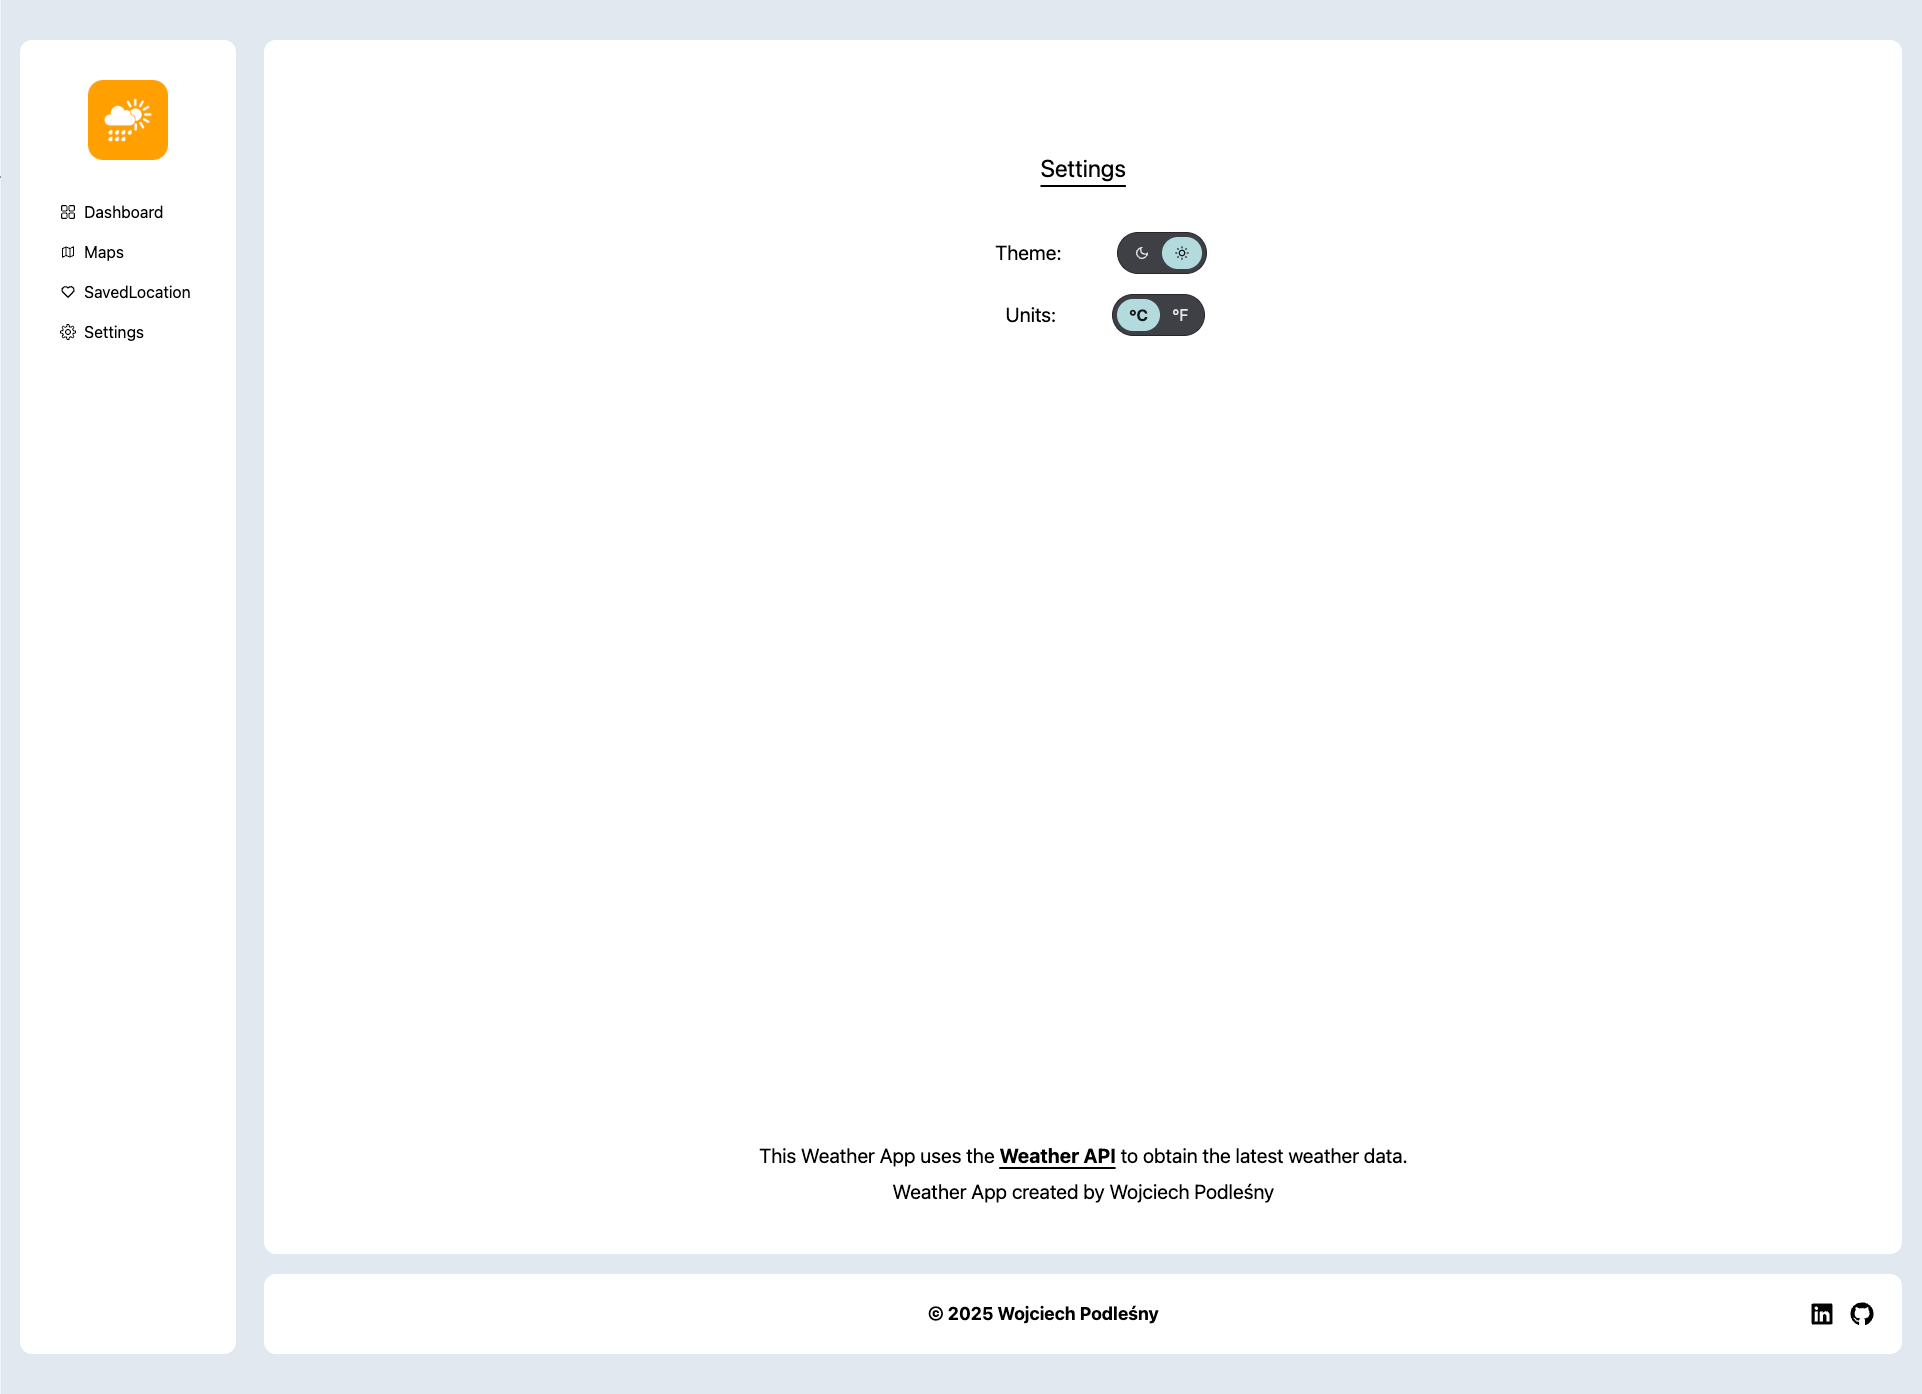 Dashboard
Maps
SavedLocation
Settings
Settings
Theme:
Units: °C °F
This Weather App uses the Weather API to obtain the latest weather data.
Weather App created by Wojciech Podleśny
© 2025 Wojciech Podleśny